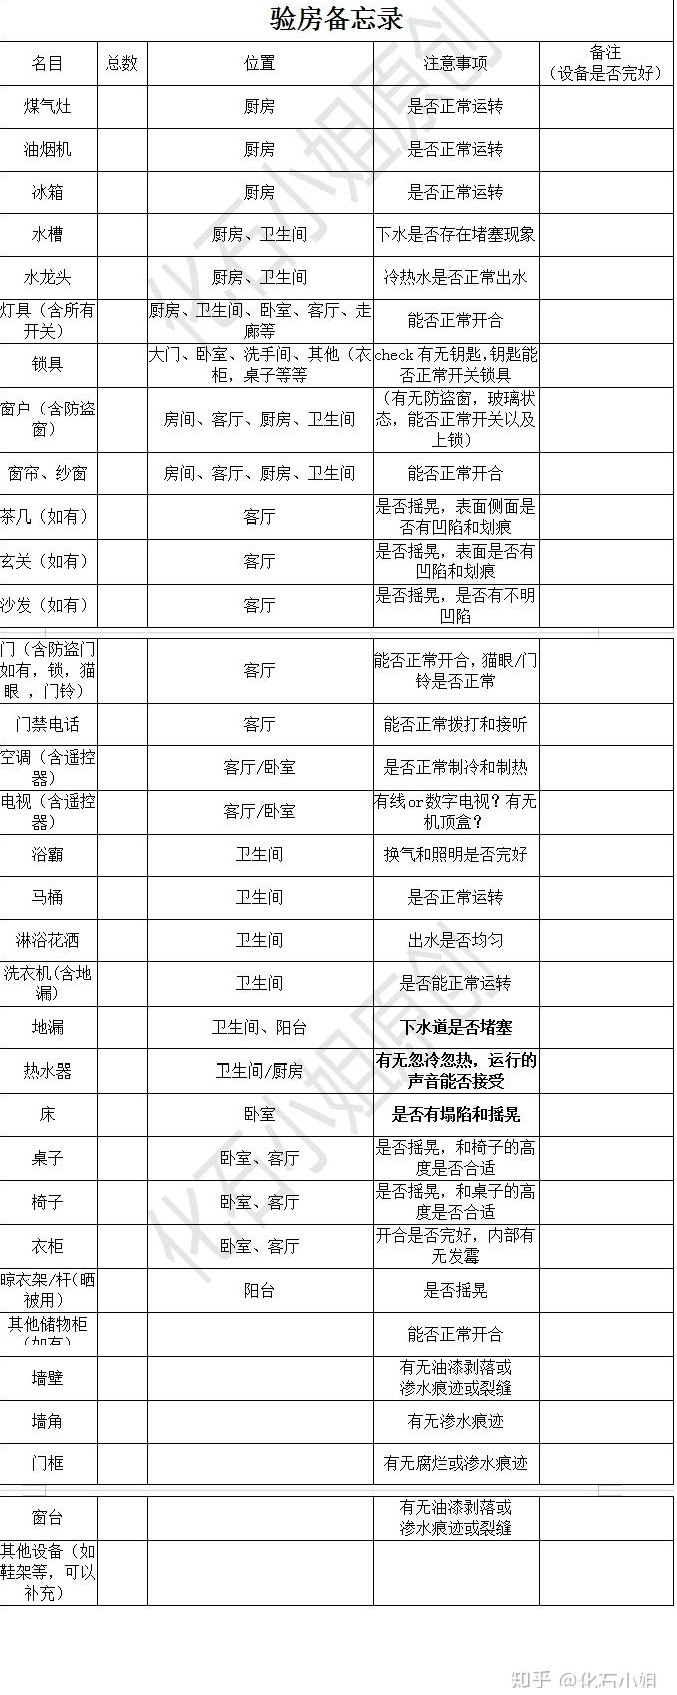 验房备忘录
名目 总数 位置 注意事项 备注
（设备是否完好）
煤气灶 厨房 是否正常运转
油烟机 厨房 是否正常运转
冰箱 厨房 是否正常运转
水槽 厨房、卫生间 下水是否存在堵塞现象
水龙头 厨房、卫生间 冷热水是否正常出水
灯具（含所有
开关） 厨房、卫生间、卧室、客厅、走
廊等 能否正常开合
锁具 大门、卧室、洗手间、其他（衣
柜，桌子等等 check有无钥匙，钥匙能
否正常开关锁具
窗户（含防盗
窗） 房间、客厅、厨房、卫生间 （有无防盗窗，玻璃状
态，能否正常开关以及
上锁）
窗帘、纱窗 房间、客厅、厨房、卫生间 能否正常开合
茶几（如有） 客厅 是否摇晃，表面侧面是
否有凹陷和划痕
玄关（如有） 客厅 是否摇晃，表面是否有
凹陷和划痕
沙发（如有） 客厅 是否摇晃，是否有不明
凹陷
门（含防盗门
如有，锁，猫
眼 ，门铃） 客厅 能否正常开合，猫眼/门
铃是否正常
门禁电话 客厅 能否正常拨打和接听
空调（含遥控
器） 客厅/卧室 是否正常制冷和制热
电视（含遥控
器） 客厅/卧室 有线or数字电视？有无
机顶盒？
浴霸 卫生间 换气和照明是否完好
马桶 卫生间 是否正常运转
淋浴花洒 卫生间 出水是否均匀
洗衣机(含地
漏) 卫生间 是否能正常运转
地漏 卫生间、阳台 下水道是否堵塞
热水器 卫生间/厨房 有无忽冷忽热，运行的
声音能否接受
床 卧室 是否有塌陷和摇晃
桌子 卧室、客厅 是否摇晃，和椅子的高
度是否合适
椅子 卧室、客厅 是否摇晃，和桌子的高
度是否合适
衣柜 卧室、客厅 开合是否完好，内部有
无发霉
晾衣架/杆(晒
被用） 阳台 是否摇晃
其他储物柜
（如有） 能否正常开合
墙壁 有无油漆剥落或
渗水痕迹或裂缝
墙角 有无渗水痕迹
门框 有无腐烂或渗水痕迹
窗台 有无油漆剥落或
渗水痕迹或裂缝
其他设备（如
鞋架等，可以
补充）
化石小姐原创
化石小姐原创
知乎 @化石小姐